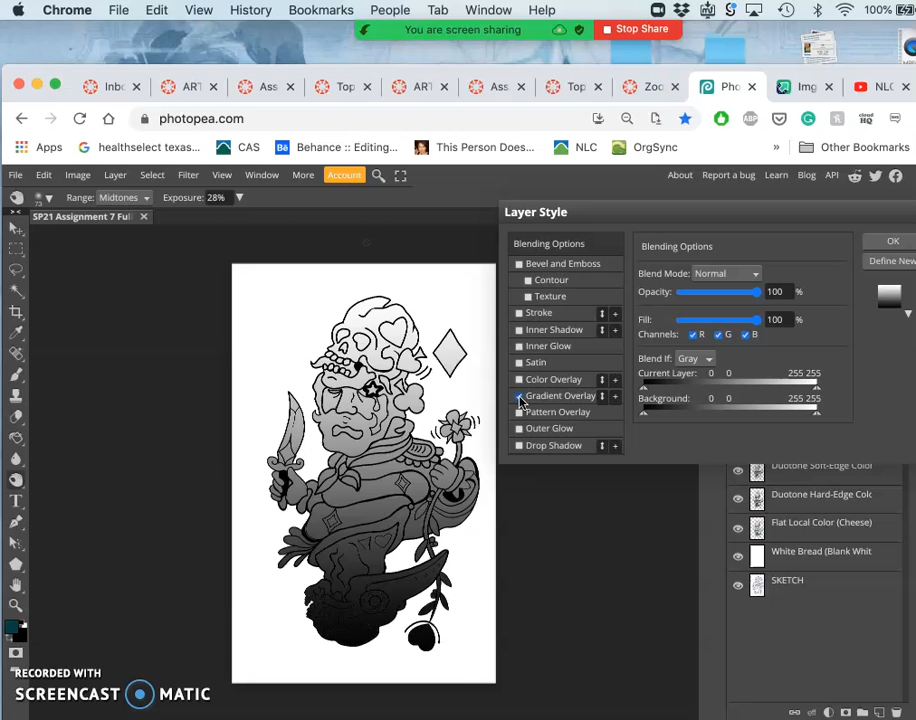 Chrome File Edit View History Bookmarks People Tab Window Help 100%
You are screen sharing Stop Share
Inbo ART Ass Top ART Ass Top Zoo Pho Img NLC
photopea.com
Apps healthselect texas... CAS Behance :: Editing... This Person Does... NLC OrgSync » Other Bookmarks
File Edit Image Layer Select Filter View Window More Account About Report a bug Learn Blog API
73 Range: Midtones Exposure: 28%
SP21 Assignment 7 Full
Layer Style
Blending Options
Bevel and Emboss
Contour
Texture
Stroke
Inner Shadow
Inner Glow
Satin
Color Overlay
Gradient Overlay
Pattern Overlay
Outer Glow
Drop Shadow
Blending Options
Blend Mode: Normal
Opacity: 100 %
Fill: 100 %
Channels: R G B
Blend If: Gray
Current Layer: 0 0 255 255
Background: 0 0 255 255
OK
Define New
Duotone Soft-Edge Color
Duotone Hard-Edge Colo
Flat Local Color (Cheese)
White Bread (Blank Whit
SKETCH
RECORDED WITH
SCREENCAST MATIC